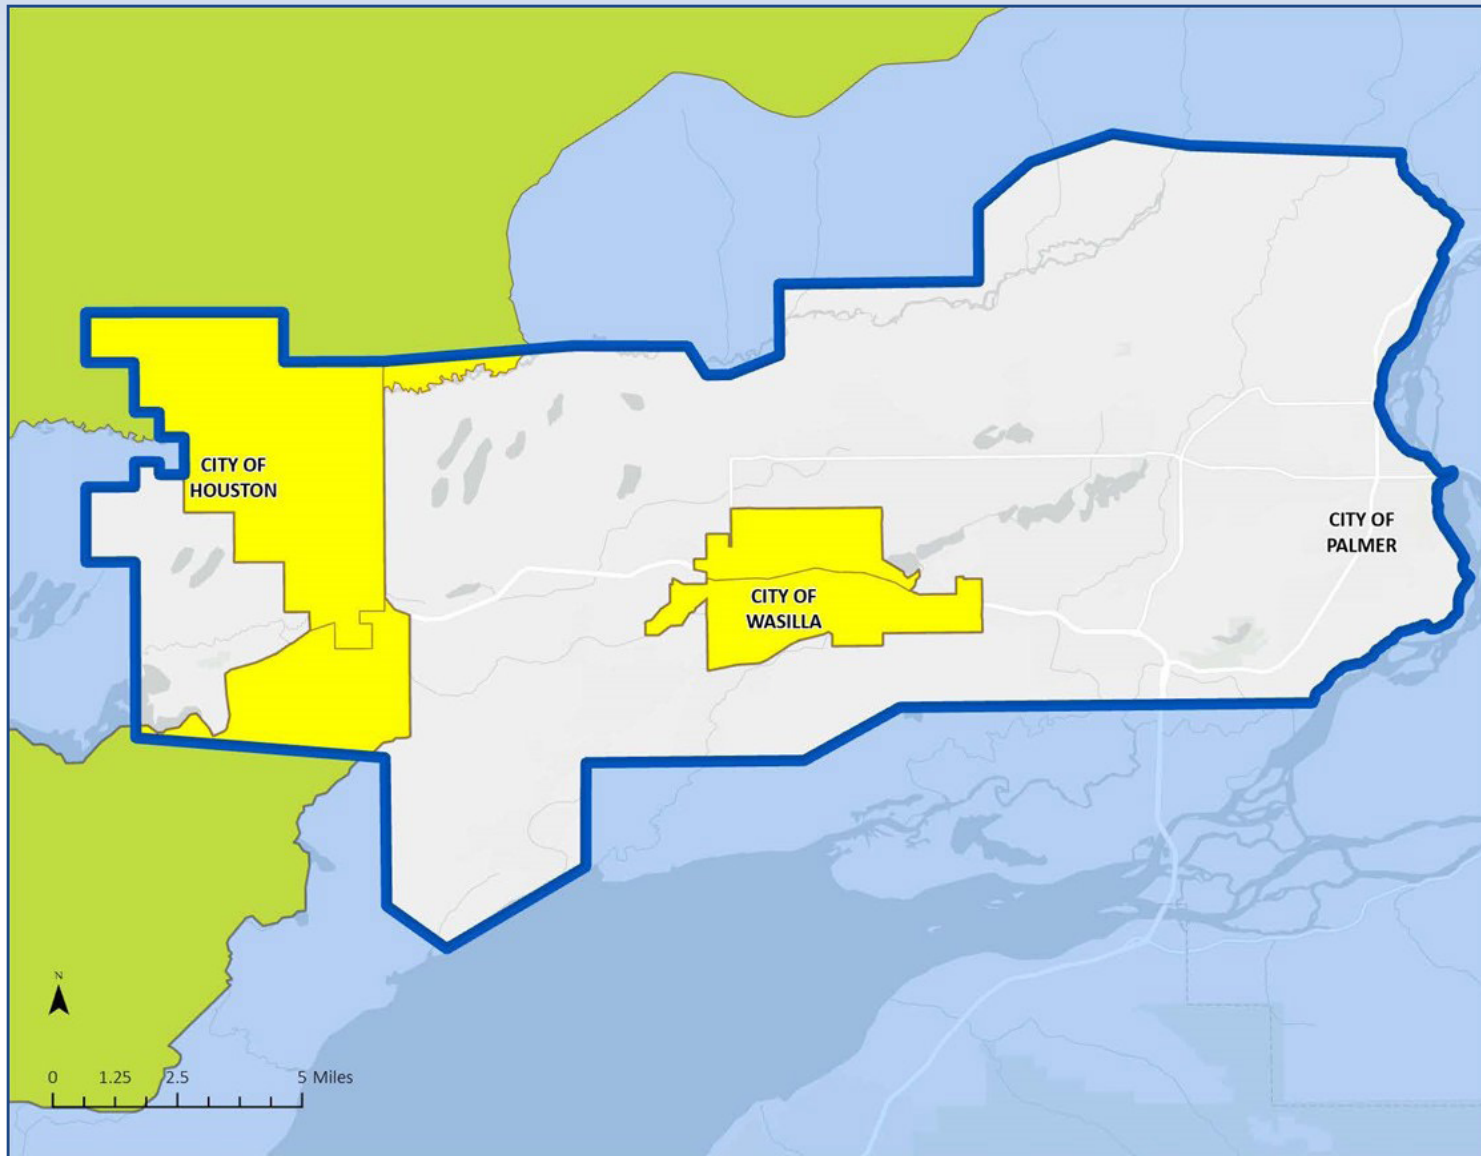 CITY OF
HOUSTON
CITY OF
PALMER
CITY OF
WASILLA
N
0 1.25 2.5 5 Miles